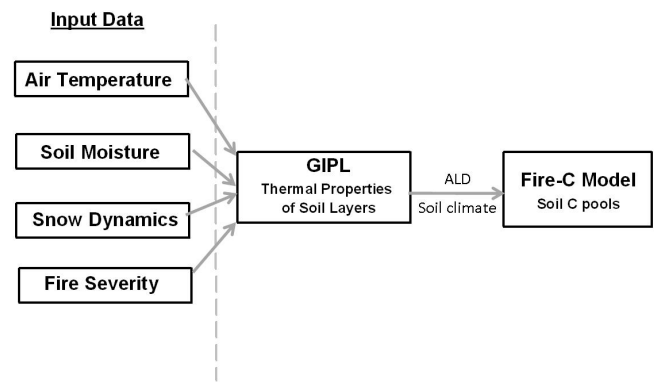 Input Data
Air Temperature
Soil Moisture
Snow Dynamics
Fire Severity
GIPL
Thermal Properties
of Soil Layers
ALD
Soil climate
Fire-C Model
Soil C pools